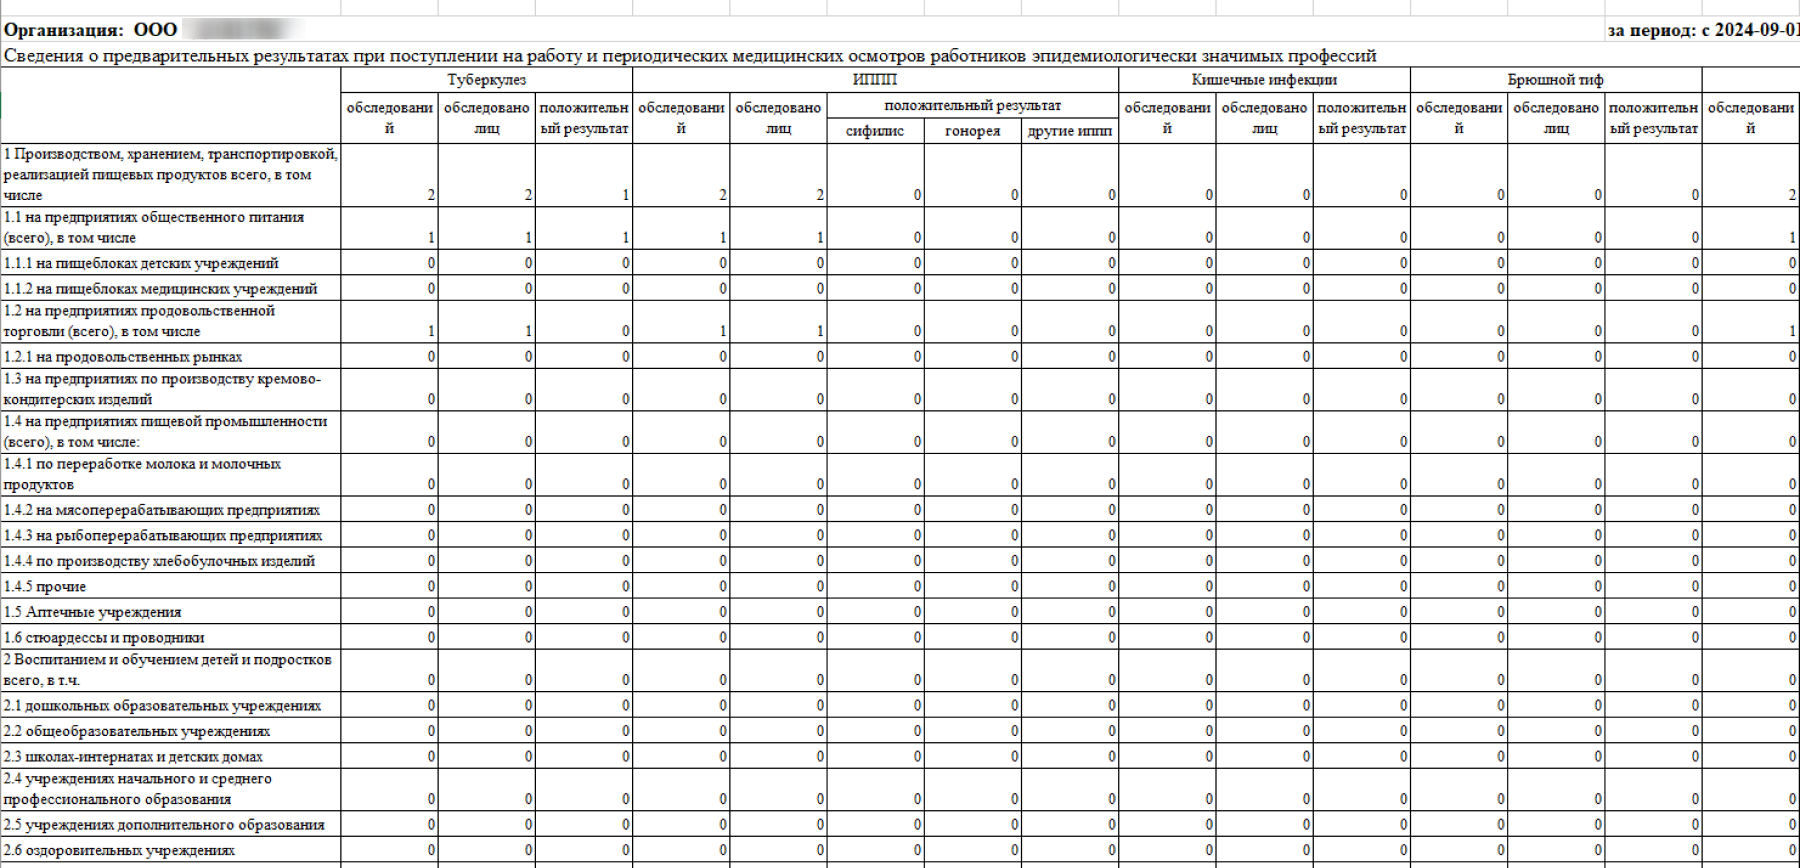 Организация: ООО
за период: с 2024-09-01
Сведения о предварительных результатах при поступлении на работу и периодических медицинских осмотров работников эпидемиологически значимых профессий
Туберкулез ИППП Кишечные инфекции Брюшной тиф
обследований обследовано лиц положительный результат обследований обследовано лиц положительный результат обследований обследовано лиц положительный результат обследований обследовано лиц положительный результат обследований
сифилис гонорея другие иппп
1 Производством, хранением, транспортировкой,
реализацией пищевых продуктов всего, в том
числе 2 2 1 2 2 0 0 0 0 0 0 0 0 0 2
1.1 на предприятиях общественного питания
(всего), в том числе 1 1 1 1 1 0 0 0 0 0 0 0 0 0 1
1.1.1 на пищеблоках детских учреждений 0 0 0 0 0 0 0 0 0 0 0 0 0 0 0
1.1.2 на пищеблоках медицинских учреждений 0 0 0 0 0 0 0 0 0 0 0 0 0 0 0
1.2 на предприятиях продовольственной
торговли (всего), в том числе 1 1 0 1 1 0 0 0 0 0 0 0 0 0 1
1.2.1 на продовольственных рынках 0 0 0 0 0 0 0 0 0 0 0 0 0 0 0
1.3 на предприятиях по производству кремово-
кондитерских изделий 0 0 0 0 0 0 0 0 0 0 0 0 0 0 0
1.4 на предприятиях пищевой промышленности
(всего), в том числе: 0 0 0 0 0 0 0 0 0 0 0 0 0 0 0
1.4.1 по переработке молока и молочных
продуктов 0 0 0 0 0 0 0 0 0 0 0 0 0 0 0
1.4.2 на мясоперерабатывающих предприятиях 0 0 0 0 0 0 0 0 0 0 0 0 0 0 0
1.4.3 на рыбоперерабатывающих предприятиях 0 0 0 0 0 0 0 0 0 0 0 0 0 0 0
1.4.4 по производству хлебобулочных изделий 0 0 0 0 0 0 0 0 0 0 0 0 0 0 0
1.4.5 прочие 0 0 0 0 0 0 0 0 0 0 0 0 0 0 0
1.5 Аптечные учреждения 0 0 0 0 0 0 0 0 0 0 0 0 0 0 0
1.6 стюардессы и проводники 0 0 0 0 0 0 0 0 0 0 0 0 0 0 0
2 Воспитанием и обучением детей и подростков
всего, в т.ч. 0 0 0 0 0 0 0 0 0 0 0 0 0 0 0
2.1 дошкольных образовательных учреждениях 0 0 0 0 0 0 0 0 0 0 0 0 0 0 0
2.2 общеобразовательных учреждениях 0 0 0 0 0 0 0 0 0 0 0 0 0 0 0
2.3 школах-интернатах и детских домах 0 0 0 0 0 0 0 0 0 0 0 0 0 0 0
2.4 учреждениях начального и среднего
профессионального образования 0 0 0 0 0 0 0 0 0 0 0 0 0 0 0
2.5 учреждениях дополнительного образования 0 0 0 0 0 0 0 0 0 0 0 0 0 0 0
2.6 оздоровительных учреждениях 0 0 0 0 0 0 0 0 0 0 0 0 0 0 0